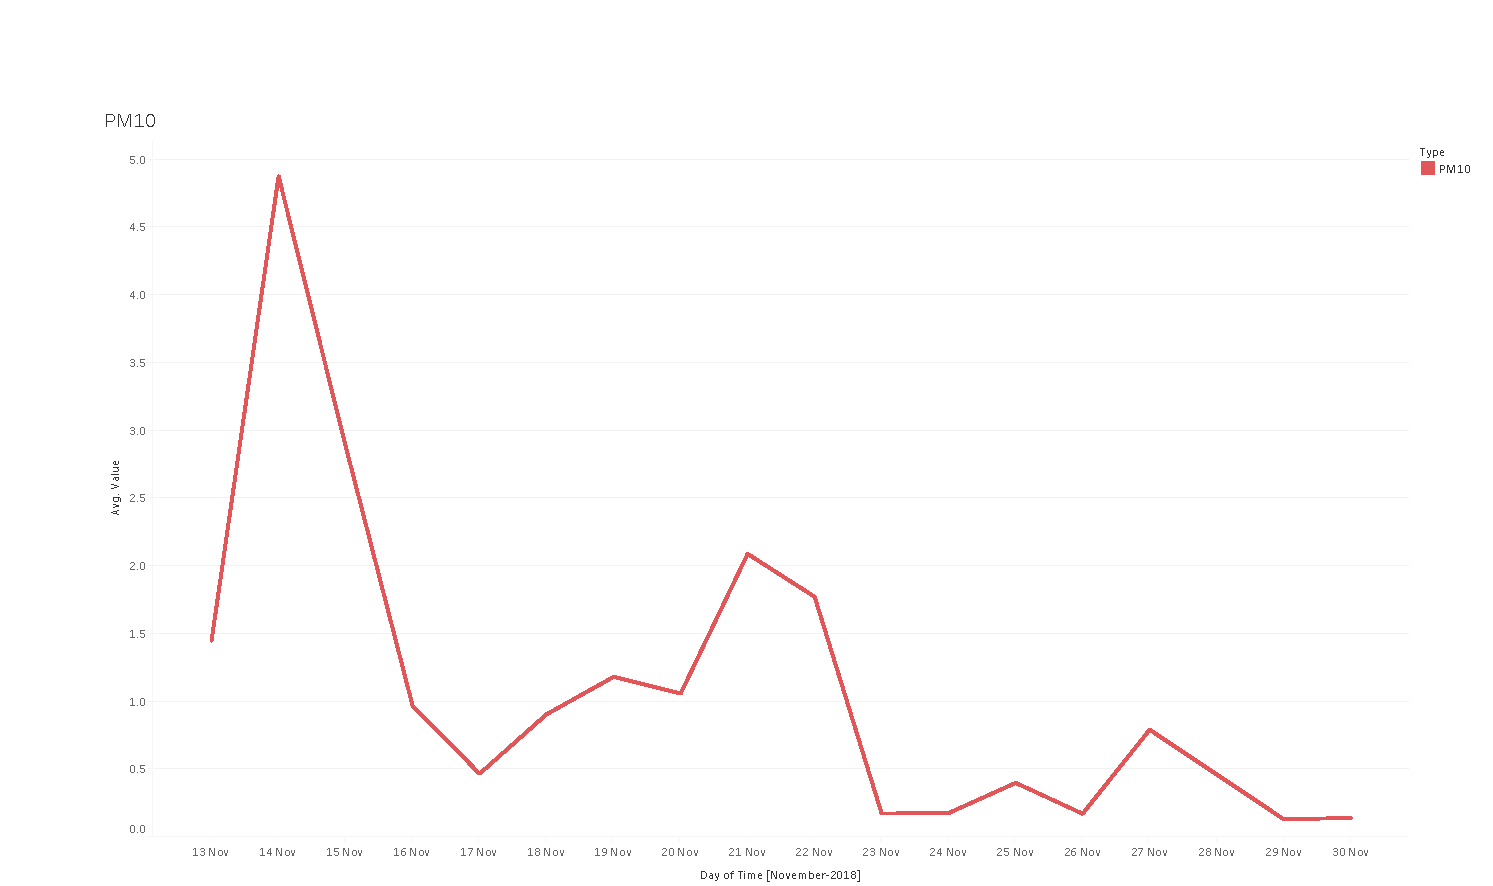 PM10
Type
PM10
5.0
4.5
4.0
3.5
3.0
2.5
2.0
1.5
1.0
0.5
0.0
Avg. Value
13 Nov 14 Nov 15 Nov 16 Nov 17 Nov 18 Nov 19 Nov 20 Nov 21 Nov 22 Nov 23 Nov 24 Nov 25 Nov 26 Nov 27 Nov 28 Nov 29 Nov 30 Nov
Day of Time [November-2018]